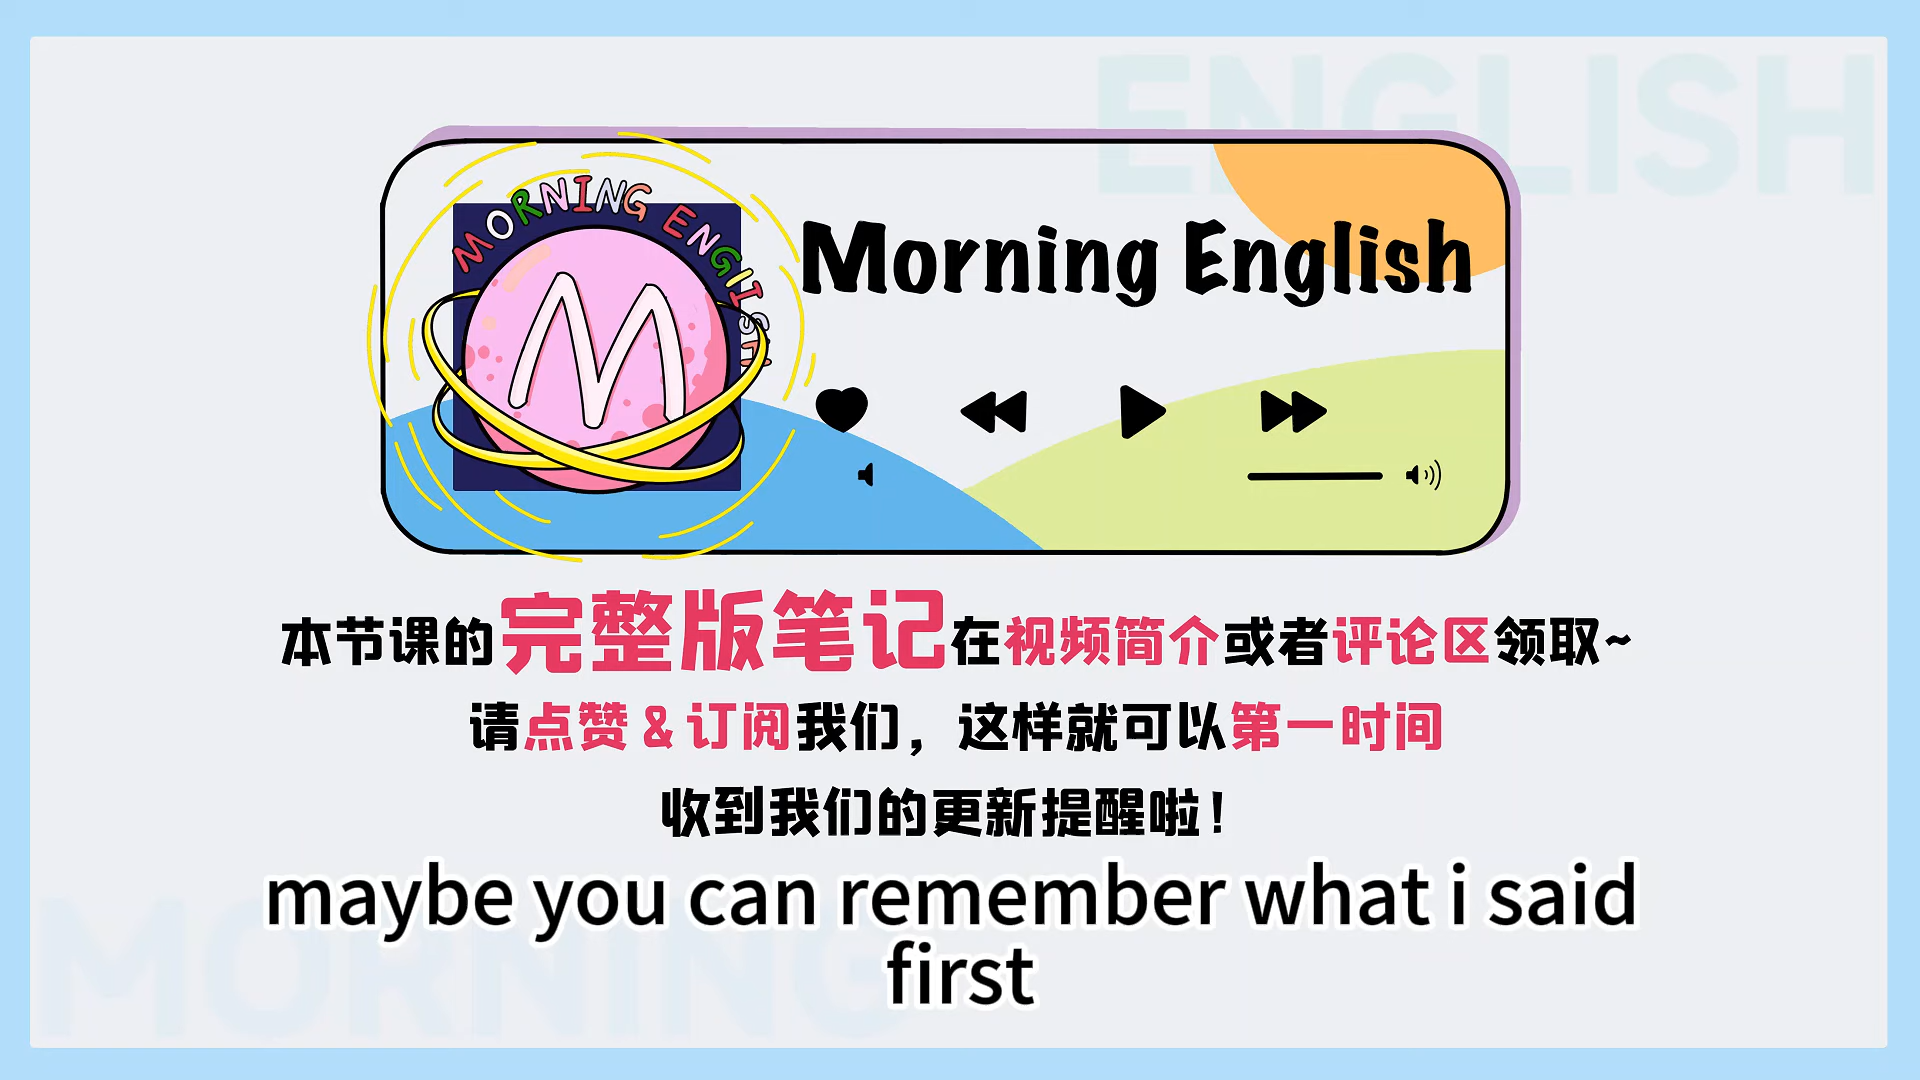 ENGLISH
MORNING ENGLISH
M
Morning English
本节课的完整版笔记在视频简介或者评论区领取~
请点赞&订阅我们，这样就可以第一时间
收到我们的更新提醒啦！
maybe you can remember what i said
first
MORNING